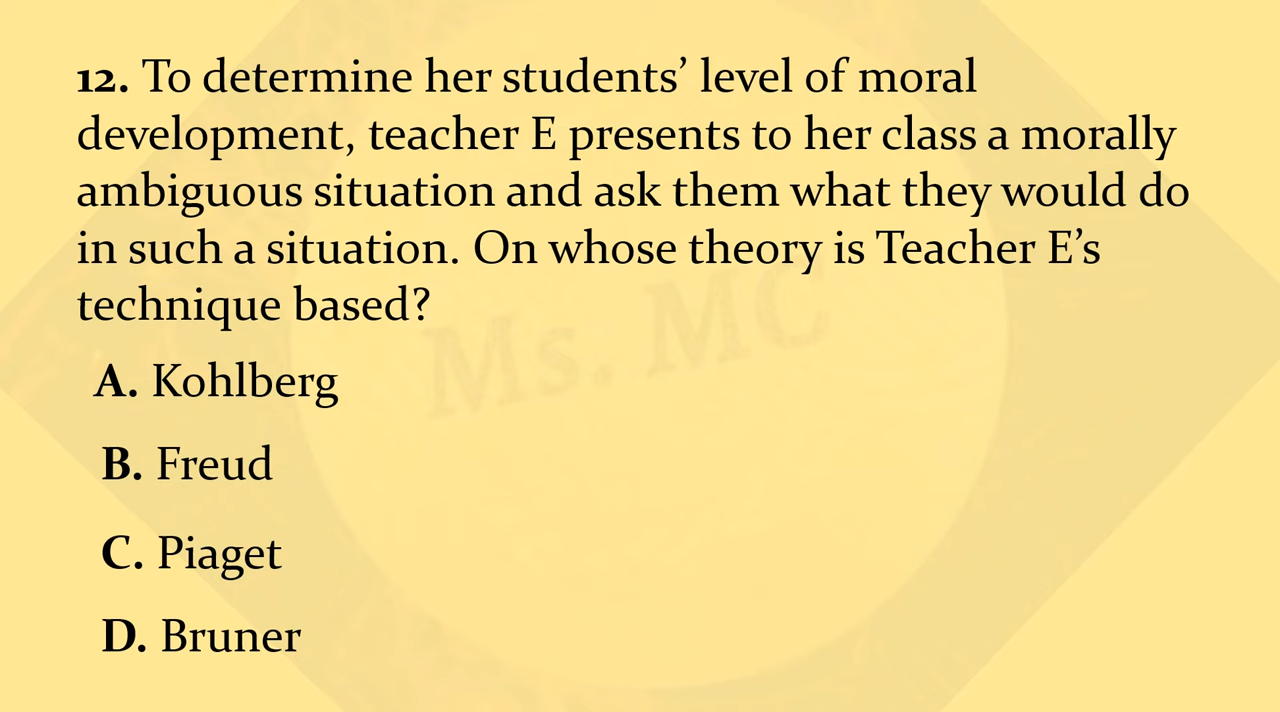 12. To determine her students’ level of moral
development, teacher E presents to her class a morally
ambiguous situation and ask them what they would do
in such a situation. On whose theory is Teacher E’s
technique based?
Ms. MC
A. Kohlberg
B. Freud
C. Piaget
D. Bruner